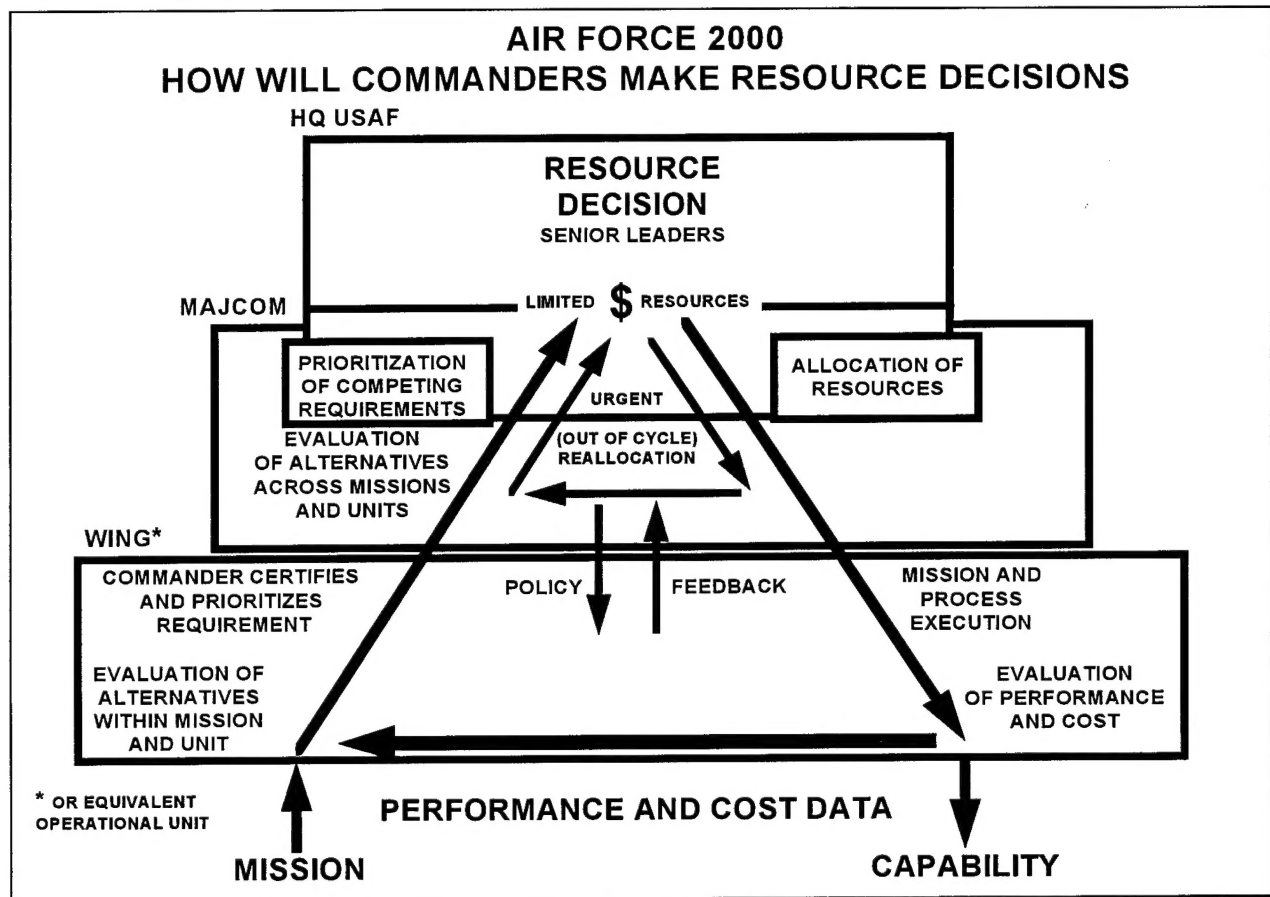 AIR FORCE 2000
HOW WILL COMMANDERS MAKE RESOURCE DECISIONS
HQ USAF
RESOURCE
DECISION
SENIOR LEADERS
MAJCOM
LIMITED $ RESOURCES
PRIORITIZATION
OF COMPETING
REQUIREMENTS
ALLOCATION OF
RESOURCES
URGENT
(OUT OF CYCLE)
REALLOCATION
EVALUATION
OF ALTERNATIVES
ACROSS MISSIONS
AND UNITS
WING*
COMMANDER CERTIFIES
AND PRIORITIZES
REQUIREMENT
POLICY
FEEDBACK
MISSION AND
PROCESS
EXECUTION
EVALUATION OF
ALTERNATIVES
WITHIN MISSION
AND UNIT
EVALUATION
OF PERFORMANCE
AND COST
* OR EQUIVALENT
OPERATIONAL UNIT
PERFORMANCE AND COST DATA
MISSION
CAPABILITY